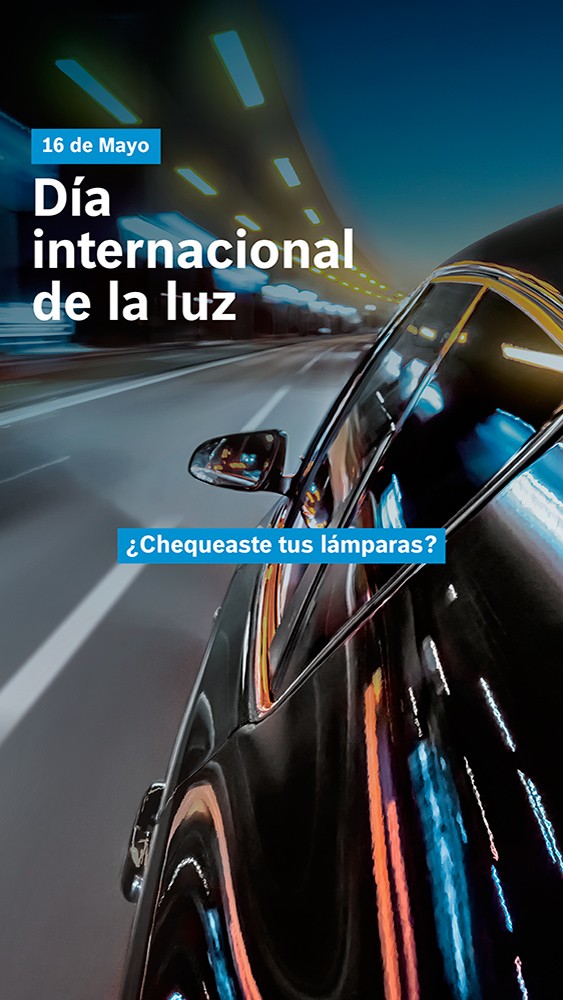 16 de Mayo
Día
internacional
de la luz
¿Chequeaste tus lámparas?